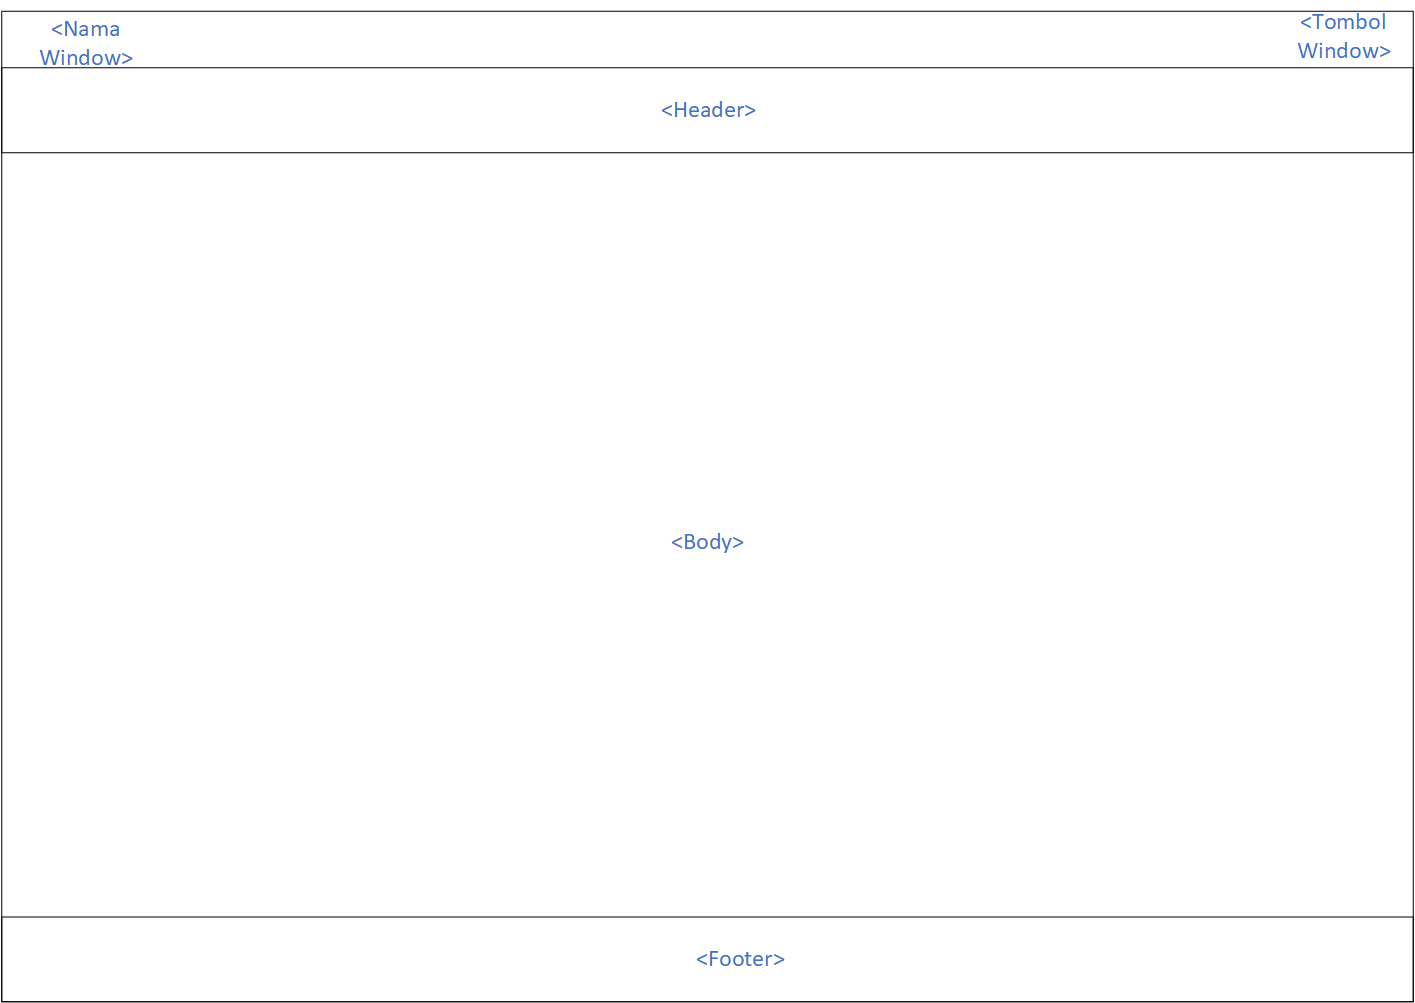 <Nama
Window>
<Tombol
Window>
<Header>
<Body>
<Footer>